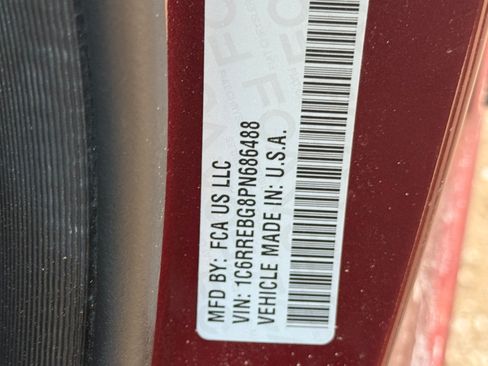 MFD BY: FCA US LLC
VIN: 1C6RREBG8PN686488
VEHICLE MADE IN: U.S.A.